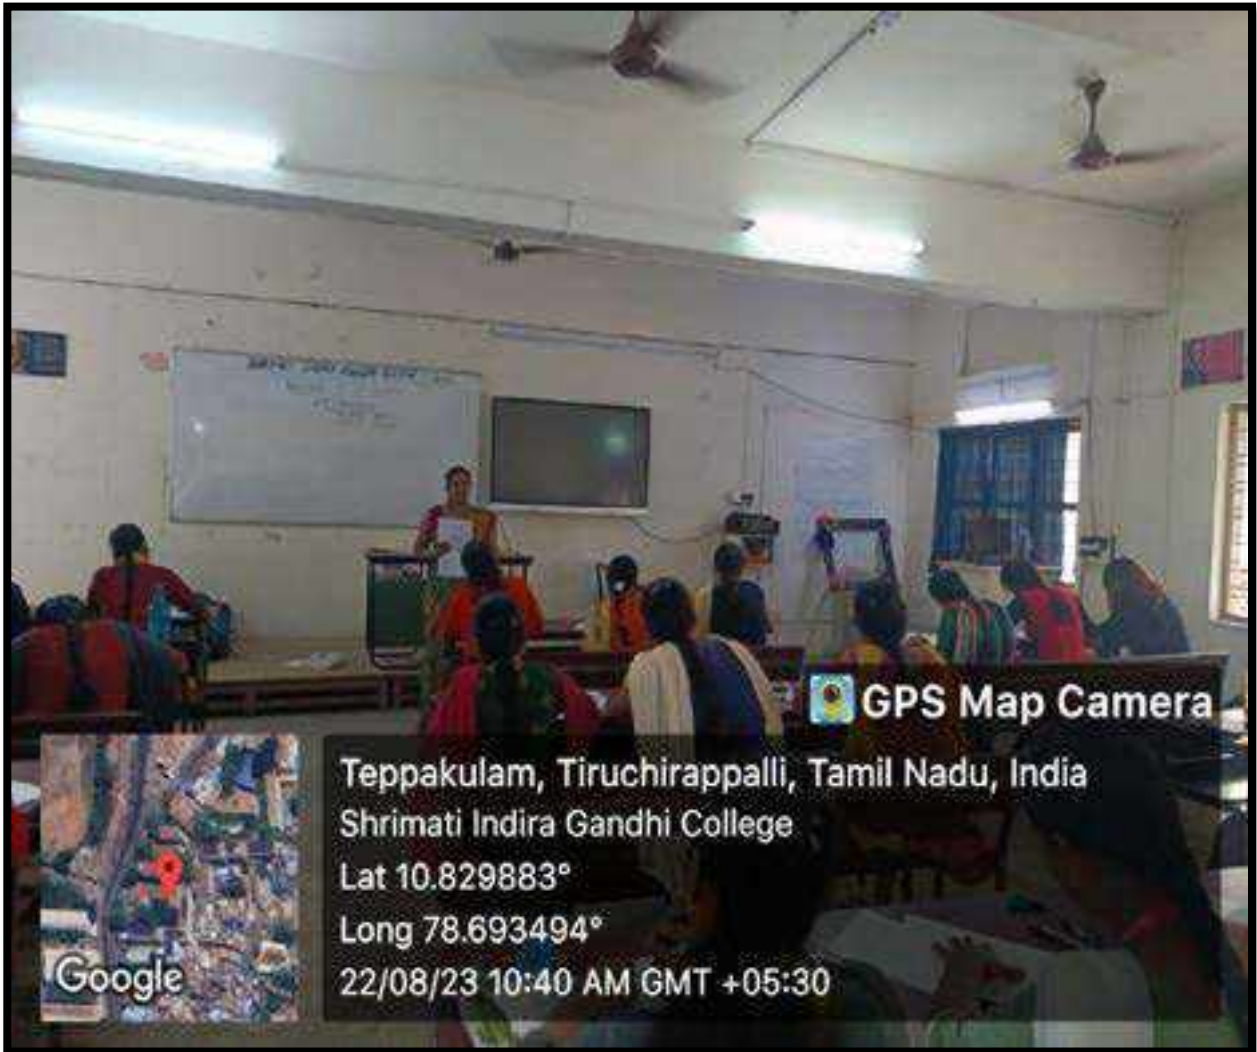 GPS Map Camera
Teppakulam, Tiruchirappalli, Tamil Nadu, India
Shrimati Indira Gandhi College
Lat 10.829883°
Long 78.693494°
22/08/23 10:40 AM GMT +05:30
Google